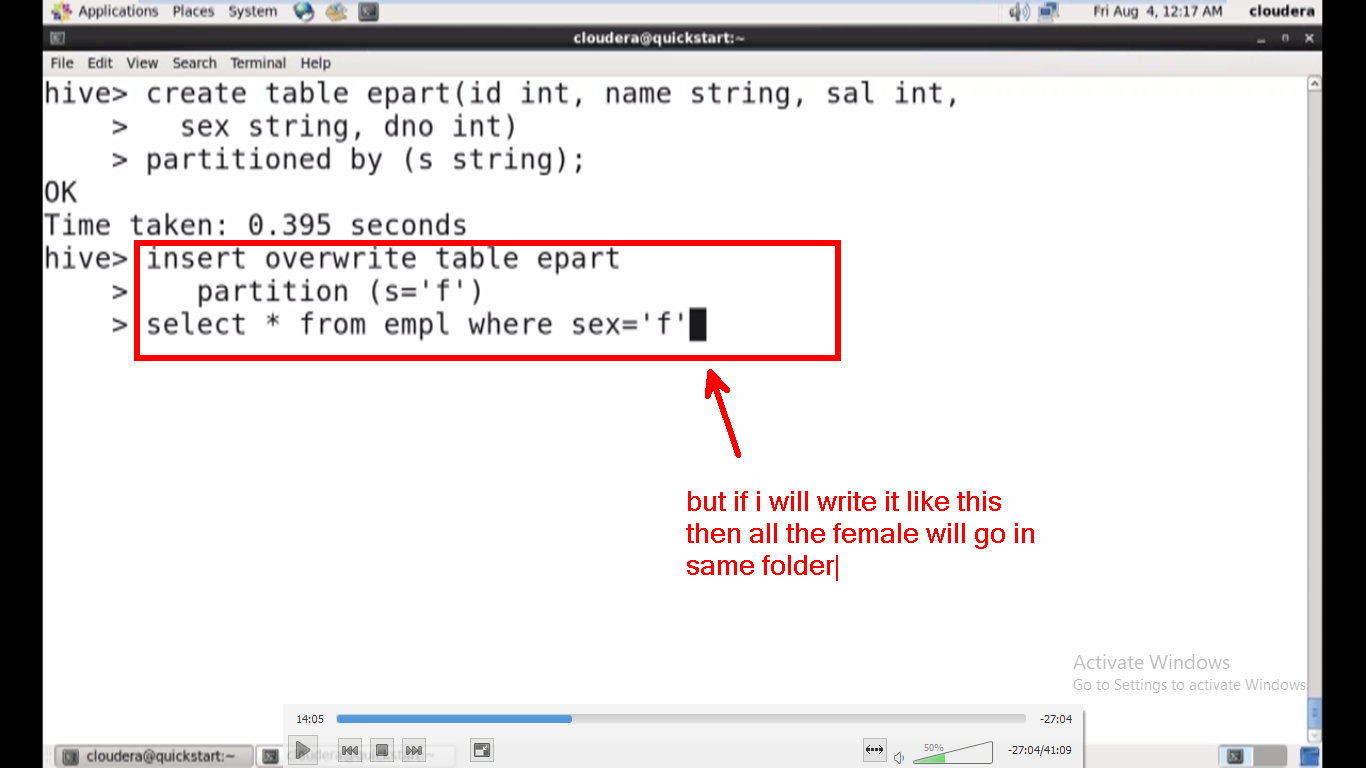 Applications Places System Fri Aug 4, 12:17 AM cloudera
cloudera@quickstart:~
File Edit View Search Terminal Help
hive> create table epart(id int, name string, sal int,
    >   sex string, dno int)
    > partitioned by (s string);
OK
Time taken: 0.395 seconds
hive> insert overwrite table epart
    >    partition (s='f')
    > select * from empl where sex='f'
but if i will write it like this
then all the female will go in
same folder
Activate Windows
Go to Settings to activate Windows.
14:05 -27:04
50% -27:04/41:09
cloudera@quickstart:~ cloudera@quickstart:~